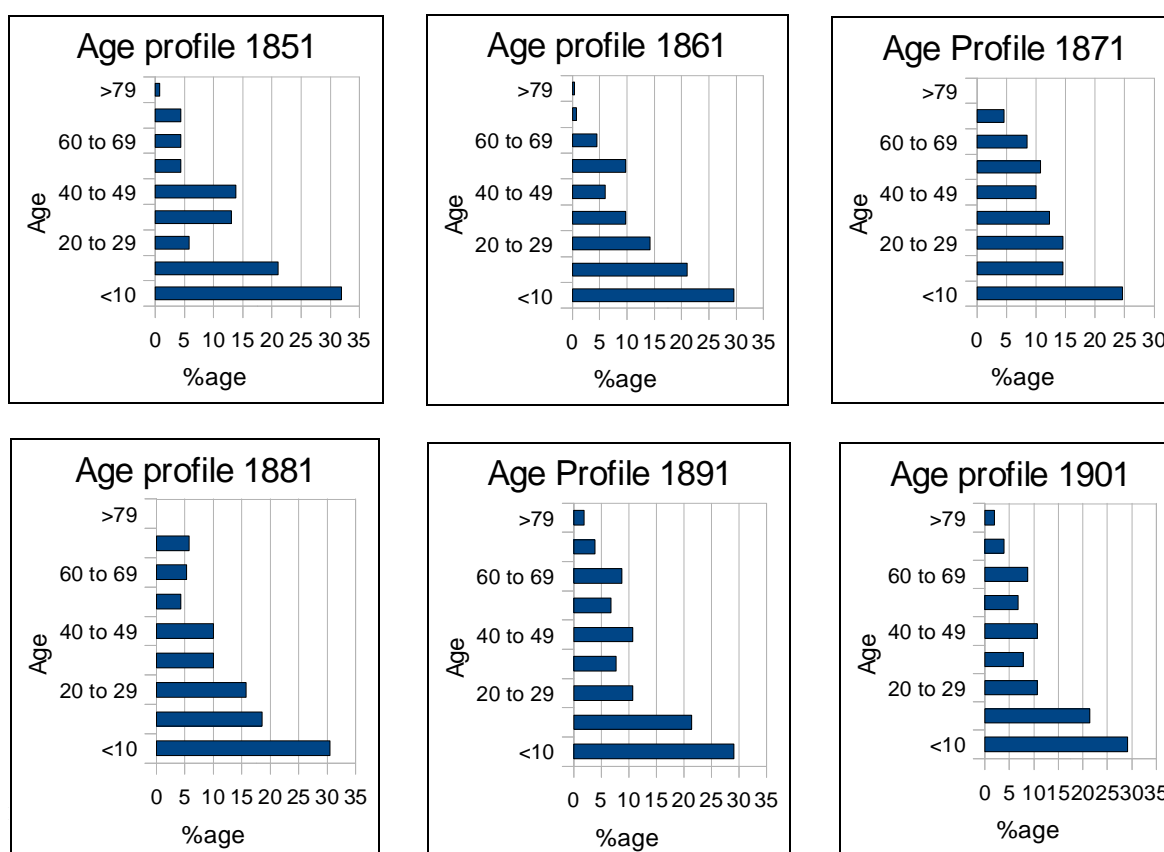 Age profile 1851
>79
60 to 69
40 to 49
20 to 29
<10
Age
0 5 10 15 20 25 30 35
%age
Age profile 1861
>79
60 to 69
40 to 49
20 to 29
<10
Age
0 5 10 15 20 25 30 35
%age
Age Profile 1871
>79
60 to 69
40 to 49
20 to 29
<10
Age
0 5 10 15 20 25 30
%age
Age profile 1881
>79
60 to 69
40 to 49
20 to 29
<10
Age
0 5 10 15 20 25 30 35
%age
Age Profile 1891
>79
60 to 69
40 to 49
20 to 29
<10
Age
0 5 10 15 20 25 30 35
%age
Age Profile 1901
>79
60 to 69
40 to 49
20 to 29
<10
Age
0 5 10 15 20 25 30 35
%age